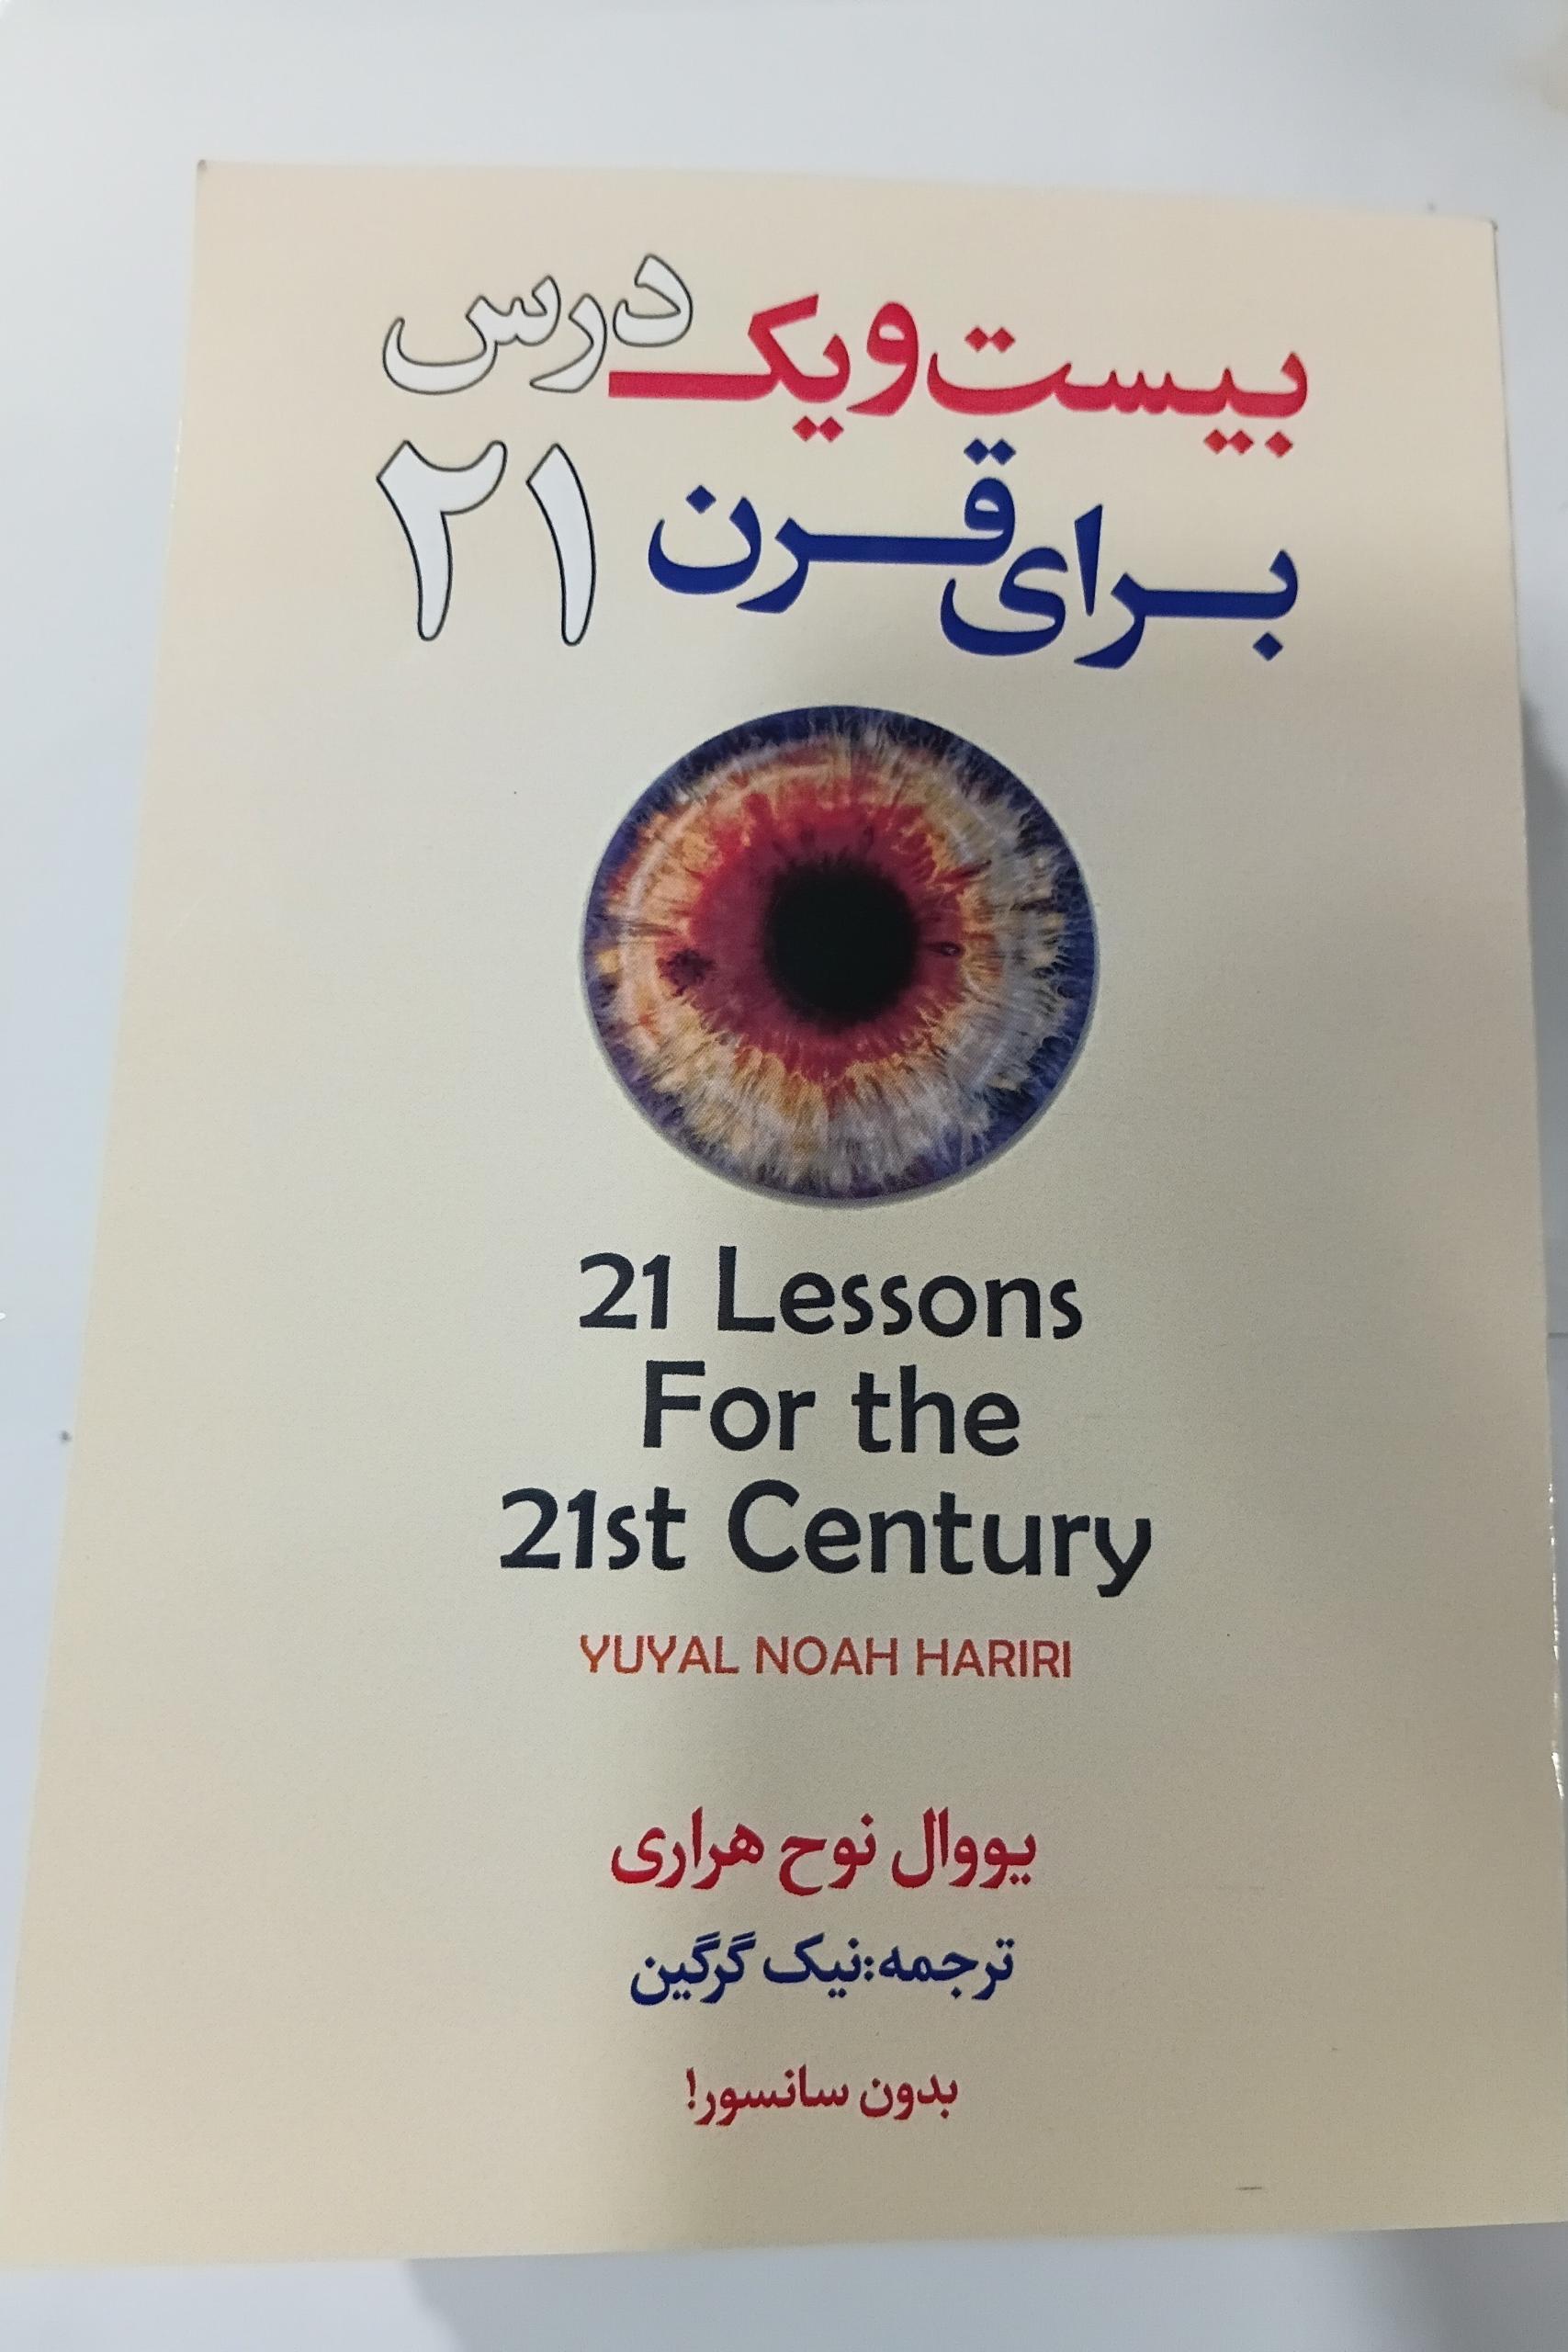 بیست و یک درس
برای قرن ۲۱
21 Lessons
For the
21st Century
YUYAL NOAH HARIRI
یووال نوح هراری
ترجمه:نیک گرگین
بدون سانسور!